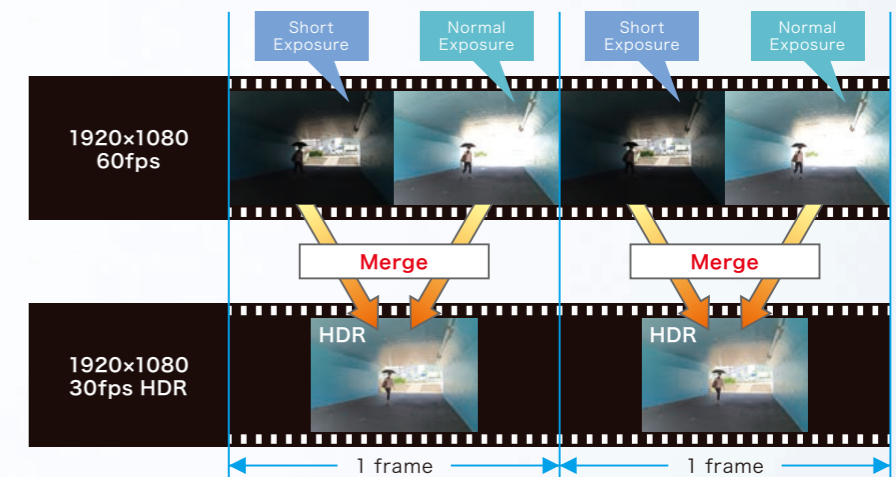 Short
Exposure
Normal
Exposure
Short
Exposure
Normal
Exposure
1920×1080
60fps
Merge
Merge
HDR
HDR
1920×1080
30fps HDR
1 frame
1 frame